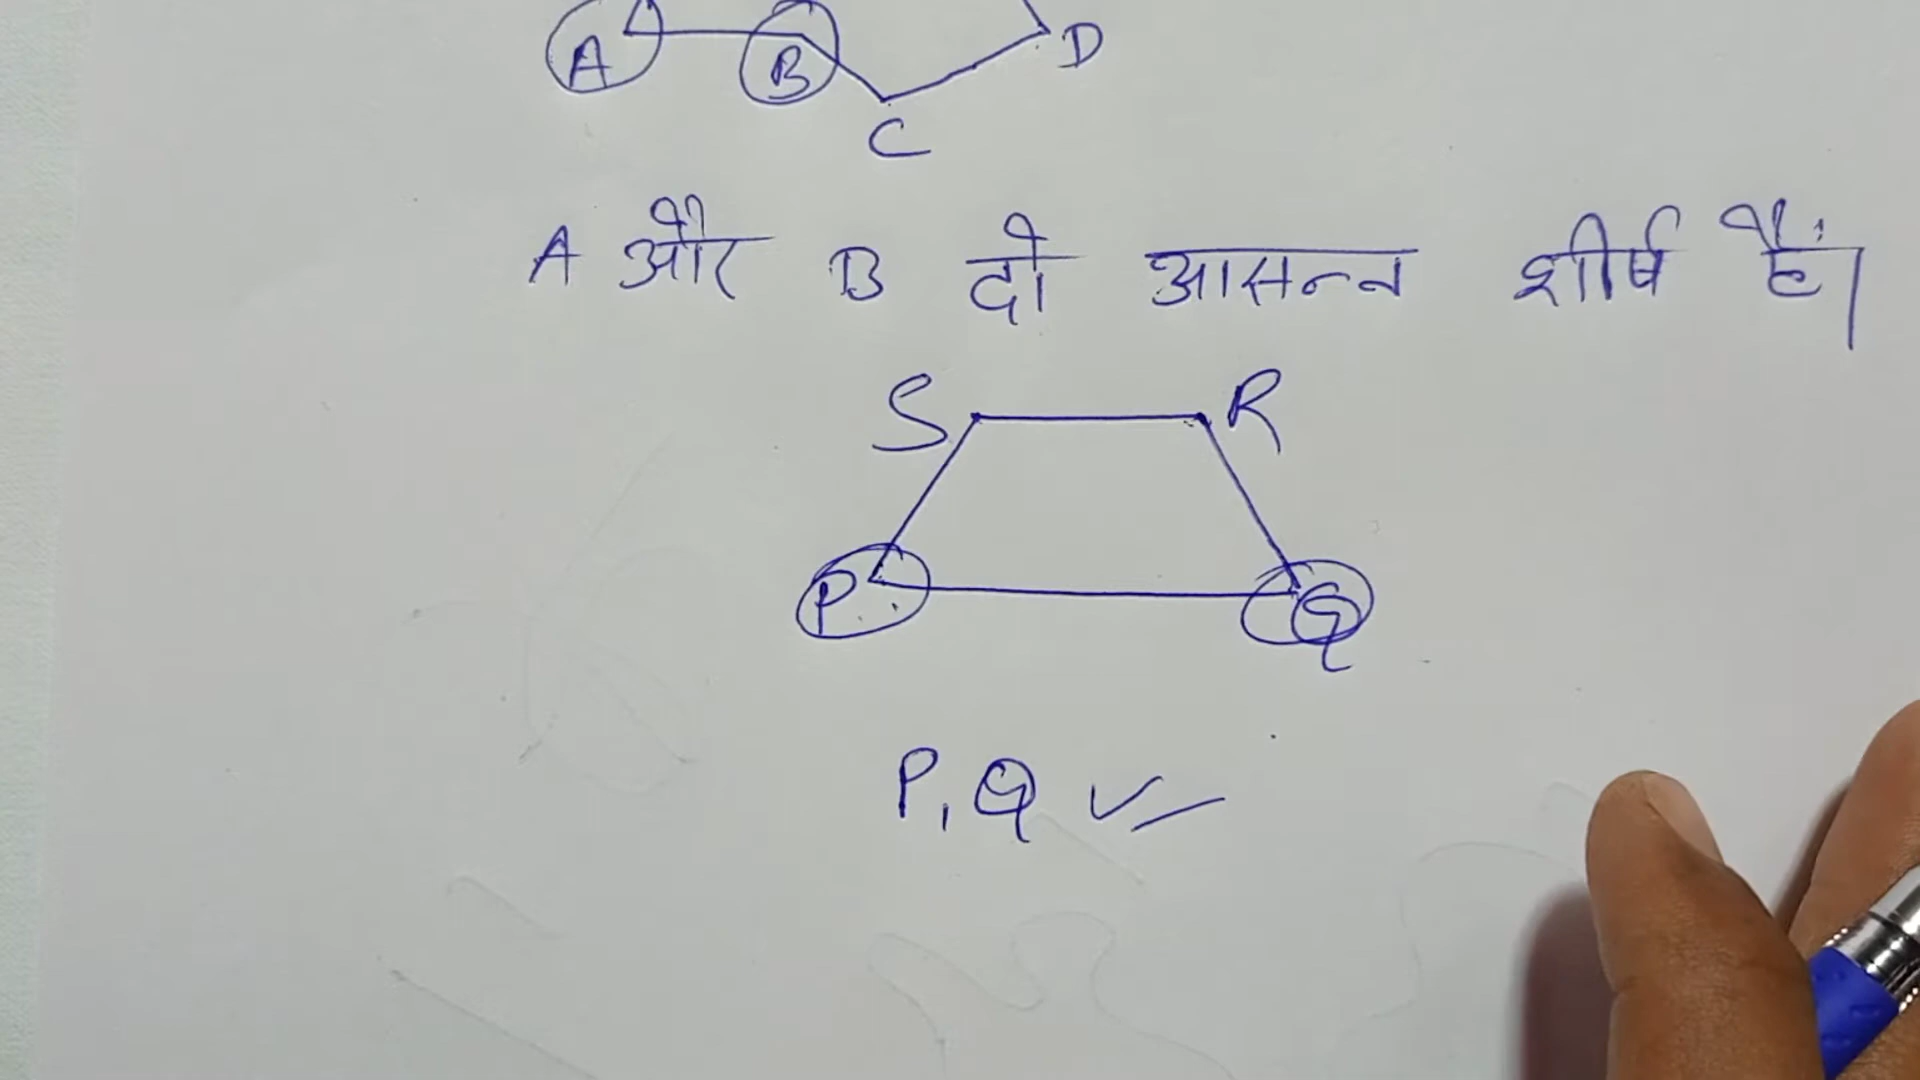 A B D
C
A और B दो आसन्न शीर्ष हैं।
S R
P Q
P, Q ✓